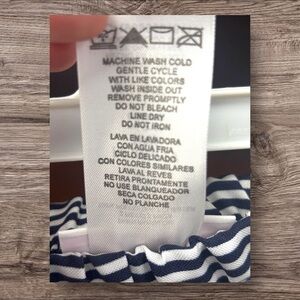 MACHINE WASH COLD
GENTLE CYCLE
WITH LIKE COLORS
WASH INSIDE OUT
REMOVE PROMPTLY
DO NOT BLEACH
LINE DRY
DO NOT IRON
LAVA EN LAVADORA
CON AGUA FRIA
CICLO DELICADO
CON COLORES SIMILARES
LAVA AL REVES
RETIRA PRONTAMENTE
NO USE BLANQUEADOR
SECA COLGADO
NO PLANCHE